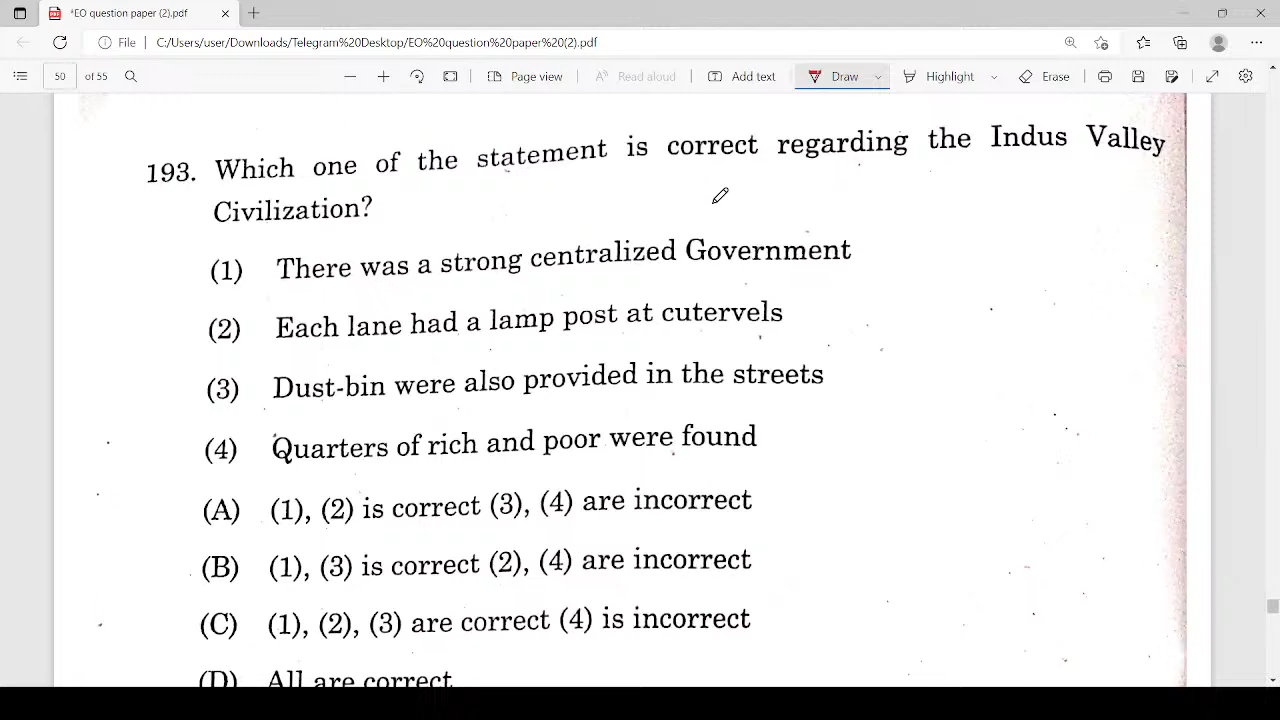 *EO question paper (2).pdf
File C:/Users/user/Downloads/Telegram%20Desktop/EO%20question%20paper%20(2).pdf
50 of 55 Page view Read aloud Add text Draw Highlight Erase
193. Which one of the statement is correct regarding the Indus Valley
Civilization?
(1) There was a strong centralized Government
(2) Each lane had a lamp post at cutervels
(3) Dust-bin were also provided in the streets
(4) Quarters of rich and poor were found
(A) (1), (2) is correct (3), (4) are incorrect
(B) (1), (3) is correct (2), (4) are incorrect
(C) (1), (2), (3) are correct (4) is incorrect
(D) All are correct